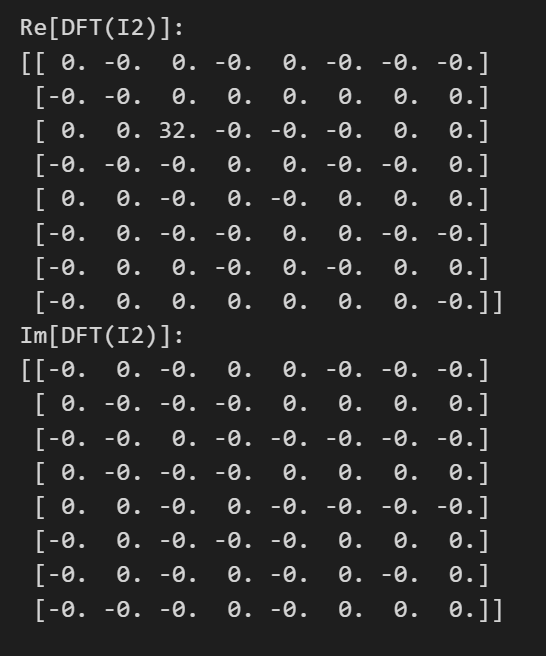 Re[DFT(I2)]:
[[ 0. -0.  0. -0.  0. -0. -0. -0.]
 [-0. -0.  0.  0.  0.  0.  0.  0.]
 [ 0.  0. 32. -0. -0. -0.  0.  0.]
 [-0. -0. -0.  0.  0. -0. -0.  0.]
 [ 0.  0. -0.  0. -0.  0.  0.  0.]
 [-0.  0. -0. -0.  0.  0. -0. -0.]
 [-0.  0.  0. -0.  0. -0.  0.  0.]
 [-0.  0.  0.  0.  0.  0.  0. -0.]]
Im[DFT(I2)]:
[[-0.  0. -0.  0.  0. -0. -0. -0.]
 [ 0. -0. -0. -0.  0.  0.  0.  0.]
 [-0. -0.  0. -0. -0. -0. -0. -0.]
 [ 0. -0. -0. -0.  0.  0.  0.  0.]
 [ 0.  0. -0.  0. -0. -0. -0. -0.]
 [-0.  0. -0. -0. -0.  0.  0.  0.]
 [-0.  0. -0.  0. -0.  0. -0.  0.]
 [-0. -0. -0.  0. -0.  0.  0.  0.]]